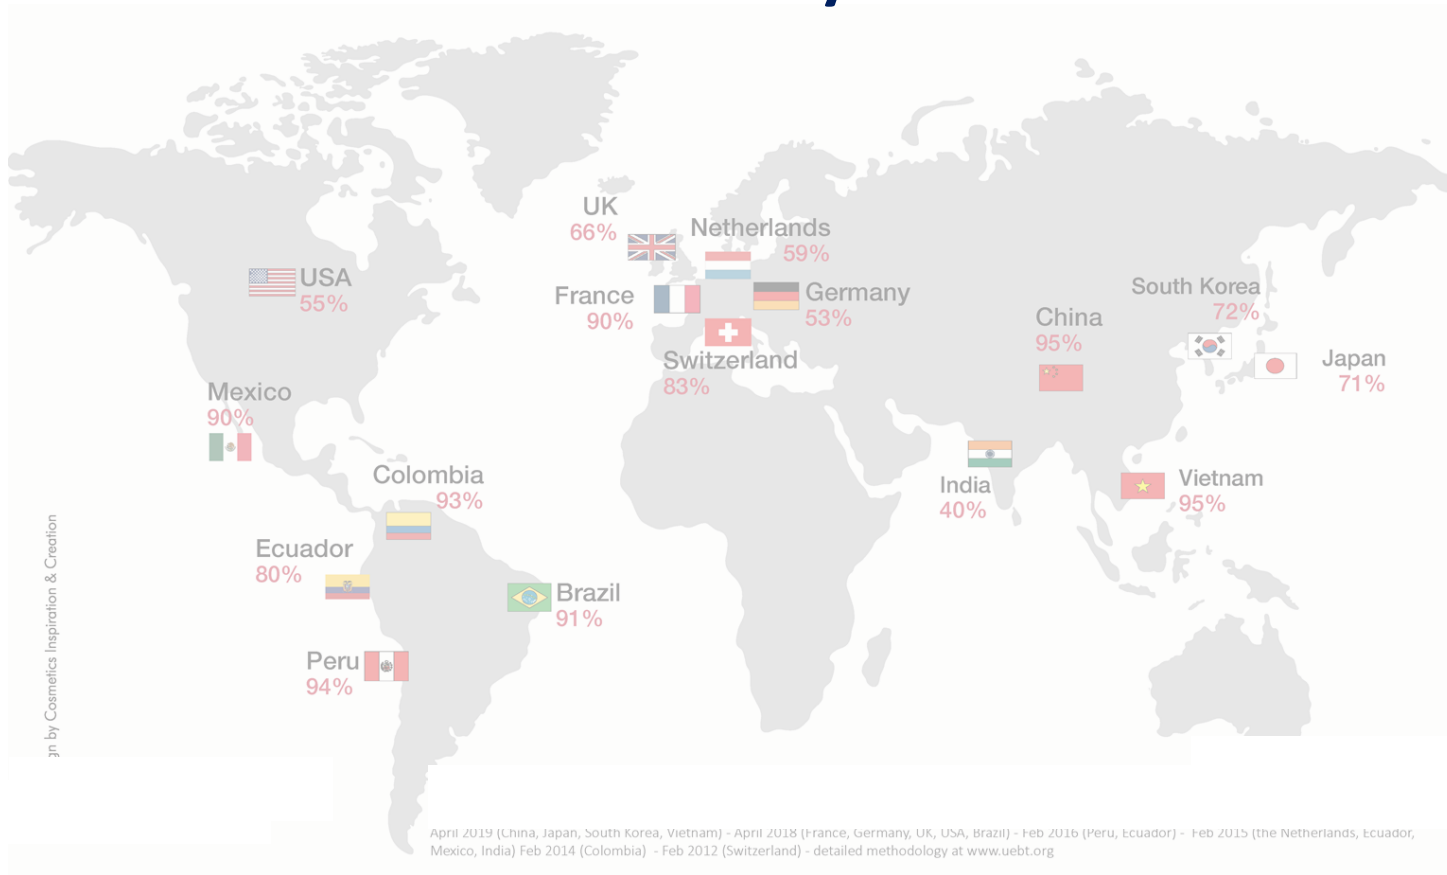 UK
66%
Netherlands
59%
USA
55%
France
90%
Germany
53%
South Korea
72%
China
95%
Switzerland
83%
Japan
71%
Mexico
90%
Colombia
93%
India
40%
Vietnam
95%
Ecuador
80%
Brazil
91%
Peru
94%
by Cosmetics Inspiration & Creation
April 2019 (China, Japan, South Korea, Vietnam) - April 2018 (France, Germany, UK, USA, Brazil) - Feb 2016 (Peru, Ecuador) - Feb 2015 (the Netherlands, Ecuador,
Mexico, India) Feb 2014 (Colombia) - Feb 2012 (Switzerland) - detailed methodology at www.uebt.org